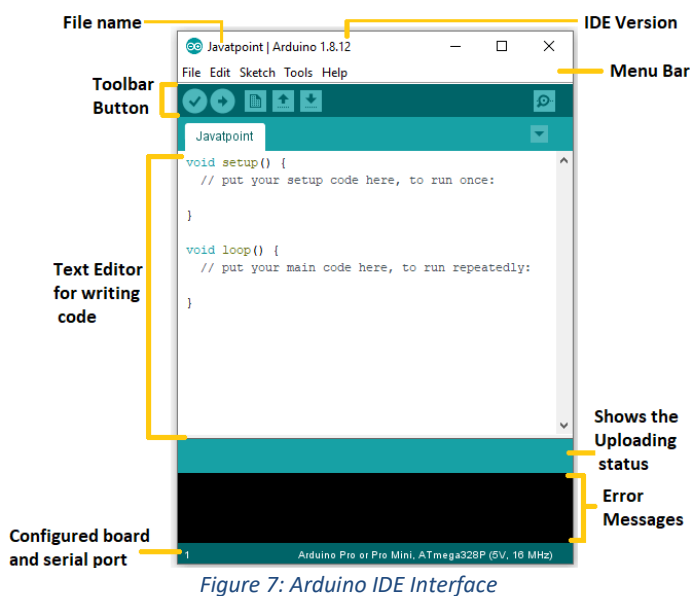 File name
IDE Version
Javatpoint | Arduino 1.8.12
File Edit Sketch Tools Help
Menu Bar
Toolbar
Button
Javatpoint
void setup() {
// put your setup code here, to run once:
}
void loop() {
// put your main code here, to run repeatedly:
}
Text Editor
for writing
code
Shows the
Uploading
status
Error
Messages
Configured board
and serial port
1
Arduino Pro or Pro Mini, ATmega328P (5V, 16 MHz)
Figure 7: Arduino IDE Interface